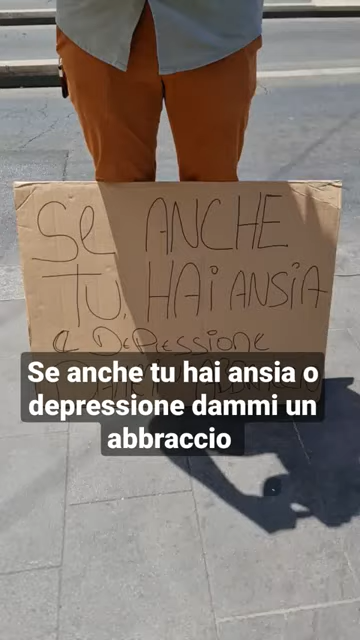 Se ANCHE
TU, HAi ANSiA
e DePressione
Se anche tu hai ansia o
depressione dammi un
abbraccio